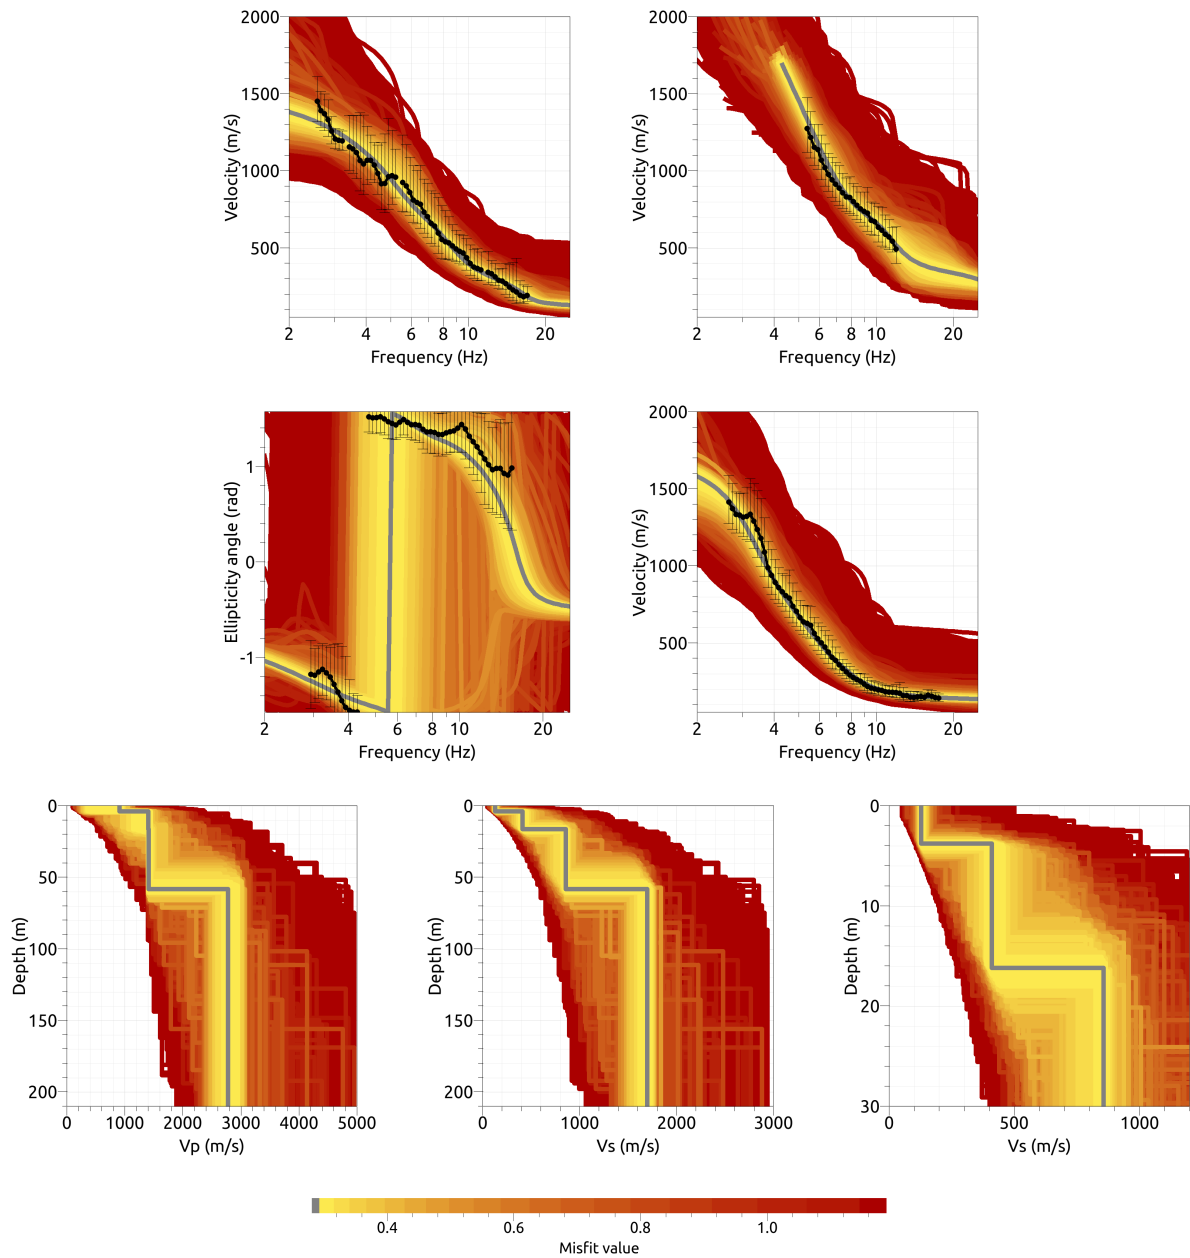 2000
1500
1000
500
Velocity (m/s)
2 4 6 8 10 20
Frequency (Hz)
2000
1500
1000
500
Velocity (m/s)
2 4 6 8 10 20
Frequency (Hz)
1
0
-1
Ellipticity angle (rad)
2 4 6 8 10 20
Frequency (Hz)
2000
1500
1000
500
Velocity (m/s)
2 4 6 8 10 20
Frequency (Hz)
0
50
100
150
200
Depth (m)
0 1000 2000 3000 4000 5000
Vp (m/s)
0
50
100
150
200
Depth (m)
0 1000 2000 3000
Vs (m/s)
0
10
20
30
Depth (m)
0 500 1000
Vs (m/s)
0.4 0.6 0.8 1.0
Misfit value